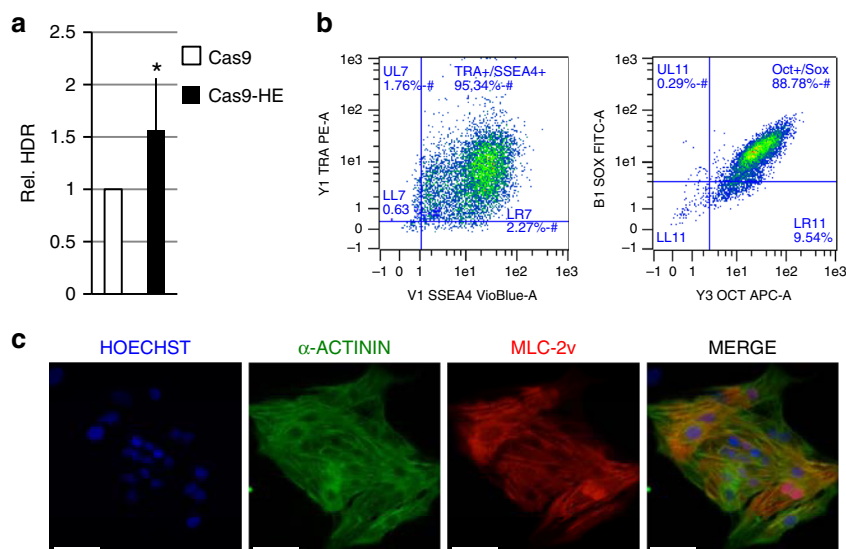 a
2.5
2
1.5
1
0.5
0
Rel. HDR
*
Cas9
Cas9-HE
b
1e3
1e2
1e1
1
0
−1
Y1 TRA PE-A
UL7
1.76%-#
TRA+/SSEA4+
95,34%-#
LL7
0.63
LR7
2.27%-#
−1 0 1 1e1 1e2 1e3
V1 SSEA4 VioBlue-A
1e3
1e2
1e1
1
0
−1
B1 SOX FITC-A
UL11
0.29%-#
Oct+/Sox
88.78%-#
LL11
LR11
9.54%
−1 0 1 1e1 1e2 1e3
Y3 OCT APC-A
c
HOECHST
α-ACTININ
MLC-2v
MERGE